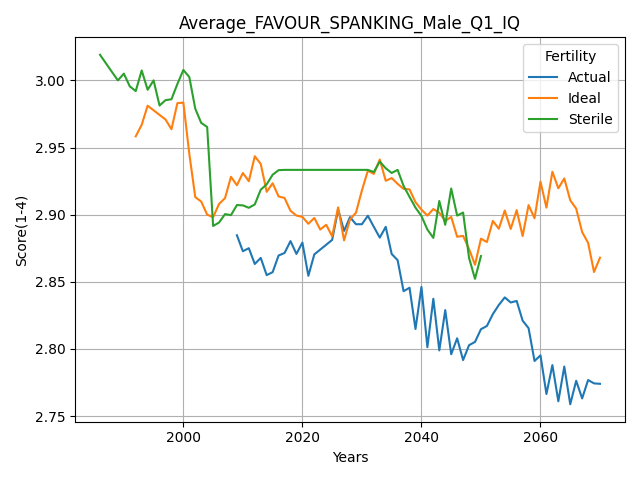 Average_FAVOUR_SPANKING_Male_Q1_IQ
Fertility
Actual
Ideal
Sterile
Score(1-4)
3.00
2.95
2.90
2.85
2.80
2.75
2000
2020
2040
2060
Years